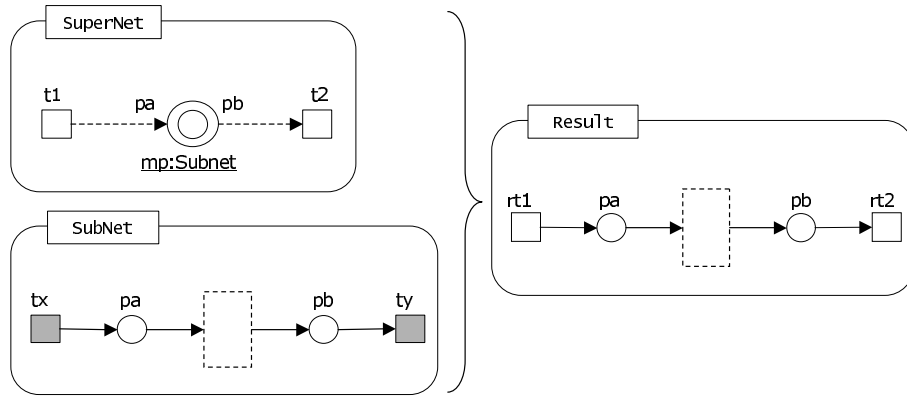 SuperNet
t1
pa
pb
t2
mp:Subnet
SubNet
tx
pa
pb
ty
Result
rt1
pa
pb
rt2